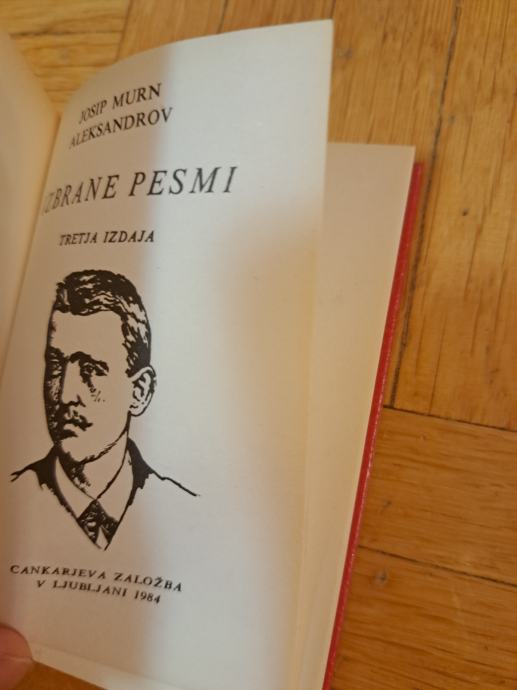 JOSIP MURN
ALEKSANDROV
IZBRANE PESMI
TRETJA IZDAJA
CANKARJEVA ZALOŽBA
V LJUBLJANI 1984